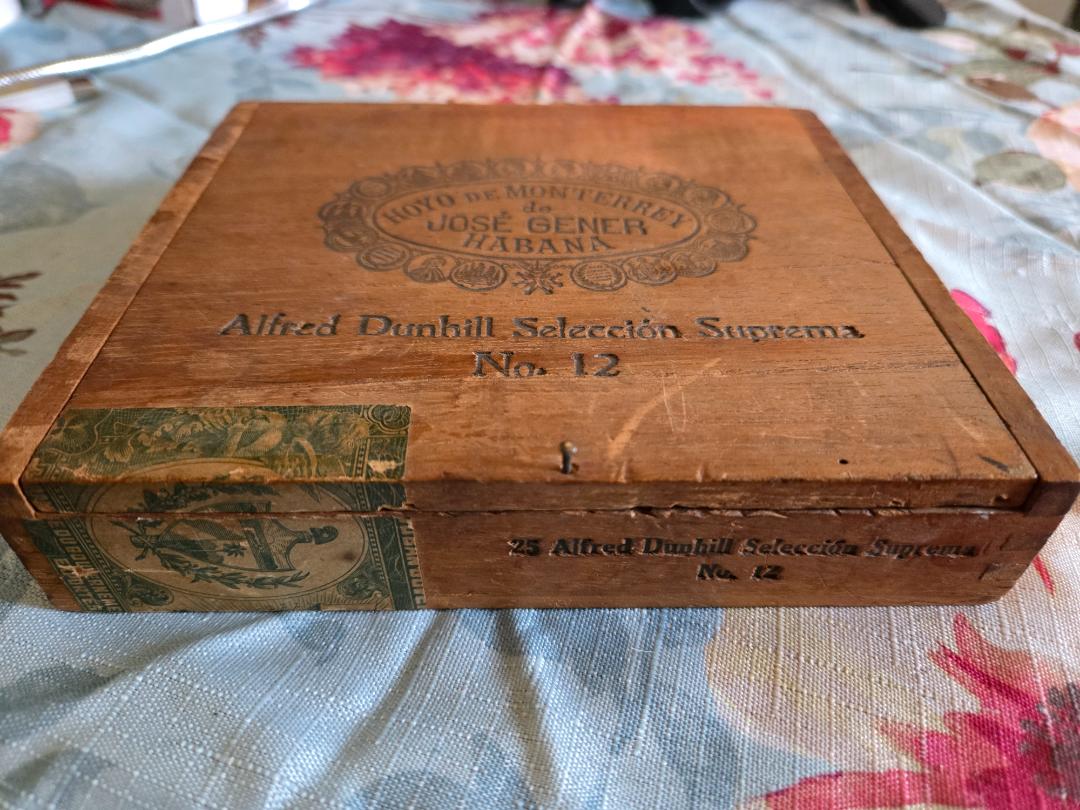 HOYO DE MONTERREY
de
JOSÉ GENER
HABANA
Alfred Dunhill Selección Suprema
No. 12
25 Alfred Dunhill Selección Suprema
No. 12